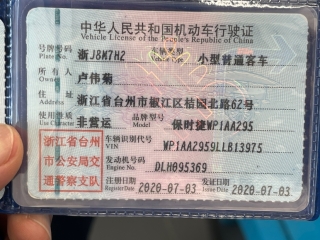 中华人民共和国机动车行驶证
Vehicle License of the People's Republic of China
号牌号码 浙J8M7H2 车辆类型 小型普通客车
Plate No. Vehicle Type
所有人 卢伟菊
Owner
住址 浙江省台州市椒江区桔园北路62号
Address
使用性质 非营运 品牌型号 保时捷WP1AA295
Use Character Model
浙江省台州市公安局交通警察支队
车辆识别代号 WP1AA2959LLB13975
VIN
发动机号码 DLH095369
Engine No.
注册日期 2020-07-03 发证日期 2020-07-03
Register Date Issue Date